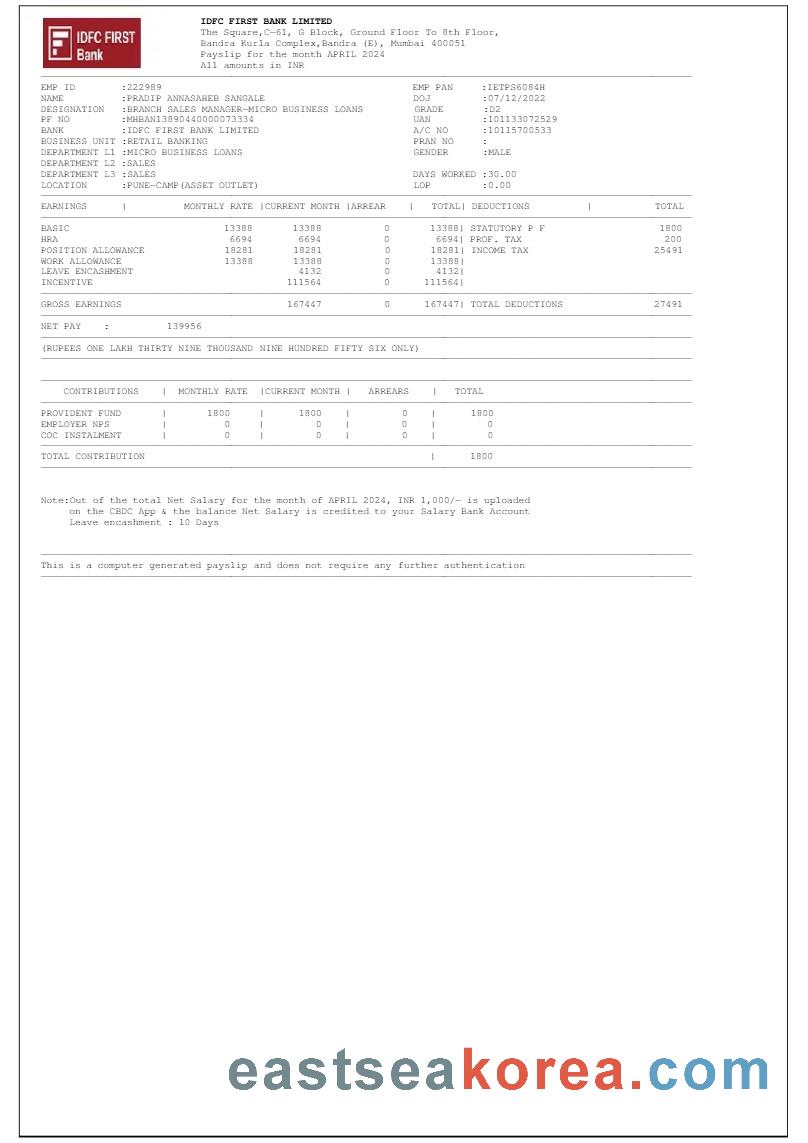 IDFC FIRST
Bank
IDFC FIRST BANK LIMITED
The Square,C-61, G Block, Ground Floor To 8th Floor,
Bandra Kurla Complex,Bandra (E), Mumbai 400051
Payslip for the month APRIL 2024
All amounts in INR
EMP ID :222989 EMP PAN :IETPS6084H
NAME :PRADIP ANNASAHEB SANGALE DOJ :07/12/2022
DESIGNATION :BRANCH SALES MANAGER-MICRO BUSINESS LOANS GRADE :D2
PF NO :MHBAN13890440000073334 UAN :101133072529
BANK :IDFC FIRST BANK LIMITED A/C NO :10115700533
BUSINESS UNIT :RETAIL BANKING PRAN NO :
DEPARTMENT L1 :MICRO BUSINESS LOANS GENDER :MALE
DEPARTMENT L2 :SALES
DEPARTMENT L3 :SALES DAYS WORKED :30.00
LOCATION :PUNE-CAMP(ASSET OUTLET) LOP :0.00
EARNINGS | MONTHLY RATE |CURRENT MONTH |ARREAR | TOTAL| DEDUCTIONS | TOTAL
BASIC 13388 13388 0 13388| STATUTORY P F 1800
HRA 6694 6694 0 6694| PROF. TAX 200
POSITION ALLOWANCE 18281 18281 0 18281| INCOME TAX 25491
WORK ALLOWANCE 13388 13388 0 13388|
LEAVE ENCASHMENT 4132 0 4132|
INCENTIVE 111564 0 111564|
GROSS EARNINGS 167447 0 167447| TOTAL DEDUCTIONS 27491
NET PAY : 139956
(RUPEES ONE LAKH THIRTY NINE THOUSAND NINE HUNDRED FIFTY SIX ONLY)
CONTRIBUTIONS | MONTHLY RATE |CURRENT MONTH | ARREARS | TOTAL
PROVIDENT FUND | 1800 | 1800 | 0 | 1800
EMPLOYER NPS | 0 | 0 | 0 | 0
COC INSTALMENT | 0 | 0 | 0 | 0
TOTAL CONTRIBUTION | 1800
Note:Out of the total Net Salary for the month of APRIL 2024, INR 1,000/- is uploaded
on the CBDC App & the balance Net Salary is credited to your Salary Bank Account
Leave encashment : 10 Days
This is a computer generated payslip and does not require any further authentication
eastseakorea.com